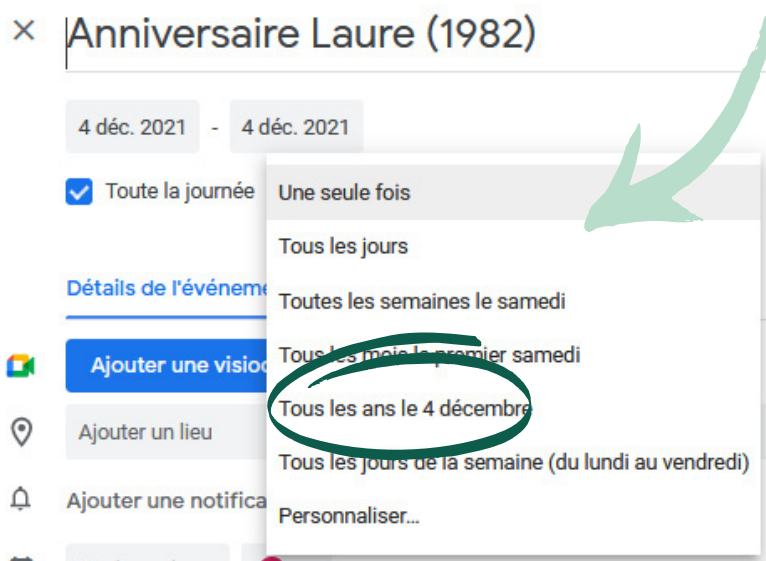 Anniversaire Laure (1982)
4 déc. 2021 - 4 déc. 2021
Toute la journée
Une seule fois
Tous les jours
Détails de l'événeme
Toutes les semaines le samedi
Ajouter une visioc
Tous les mois le premier samedi
Ajouter un lieu
Tous les ans le 4 décembre
Tous les jours de la semaine (du lundi au vendredi)
Ajouter une notifica
Personnaliser...